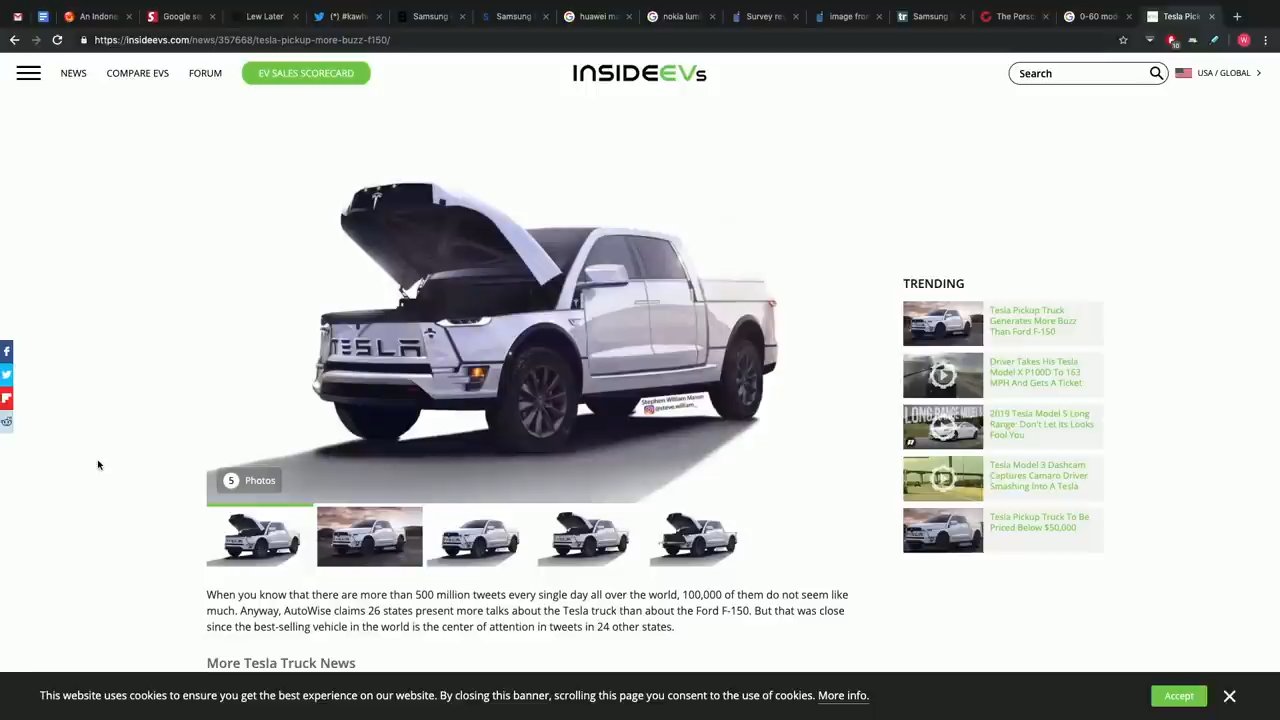 An Indone
Google se
Lew Later
(*) #kawh
Samsung
Samsung
huawei m
nokia lum
Survey re
image from
Samsung
The Porsc
0-60 mod
Tesla Pick
https://insideevs.com/news/357668/tesla-pickup-more-buzz-f150/
NEWS
COMPARE EVS
FORUM
EV SALES SCORECARD
INSIDEEVs
Search
USA / GLOBAL
TESLA
Stephen William Mason
@steve.william_
5 Photos
TRENDING
Tesla Pickup Truck
Generates More Buzz
Than Ford F-150
Driver Takes His Tesla
Model X P100D To 163
MPH And Gets A Ticket
LONG RANGE MODEL
2019 Tesla Model S Long
Range: Don't Let Its Looks
Fool You
Tesla Model 3 Dashcam
Captures Camaro Driver
Smashing Into A Tesla
Tesla Pickup Truck To Be
Priced Below $50,000
When you know that there are more than 500 million tweets every single day all over the world, 100,000 of them do not seem like
much. Anyway, AutoWise claims 26 states present more talks about the Tesla truck than about the Ford F-150. But that was close
since the best-selling vehicle in the world is the center of attention in tweets in 24 other states.
More Tesla Truck News
This website uses cookies to ensure you get the best experience on our website. By closing this banner, scrolling this page you consent to the use of cookies. More info.
Accept